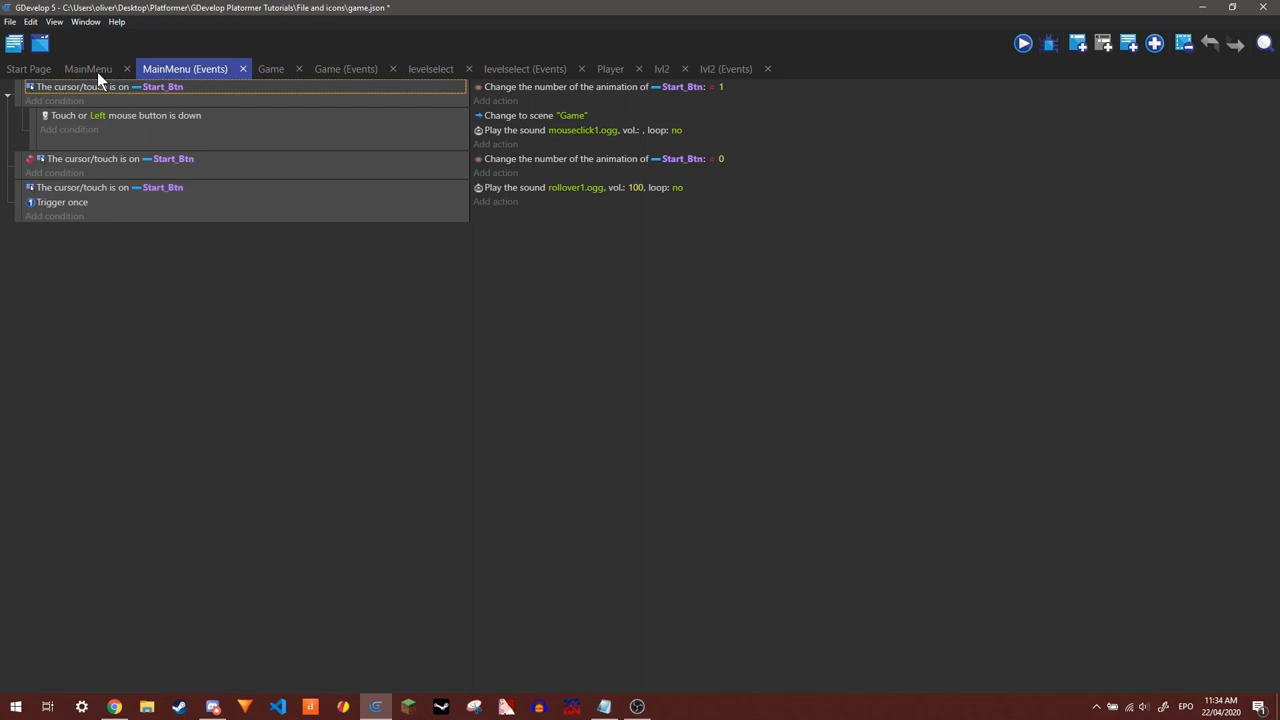 GDevelop 5 - C:\Users\oliver\Desktop\Platformer\GDevelop Platormer Tutorials\File and icons\game.json *
File Edit View Window Help
Start Page MainMenu MainMenu (Events) Game Game (Events) levelselect levelselect (Events) Player lvl2 lvl2 (Events)
The cursor/touch is on Start_Btn Change the number of the animation of Start_Btn: = 1
Add condition Add action
Touch or Left mouse button is down Change to scene "Game"
Add condition Play the sound mouseclick1.ogg, vol.: , loop: no
Add action
The cursor/touch is on Start_Btn Change the number of the animation of Start_Btn: = 0
Add condition Add action
The cursor/touch is on Start_Btn Play the sound rollover1.ogg, vol.: 100, loop: no
Trigger once Add action
Add condition
EPO 11:34 AM
22/04/2020